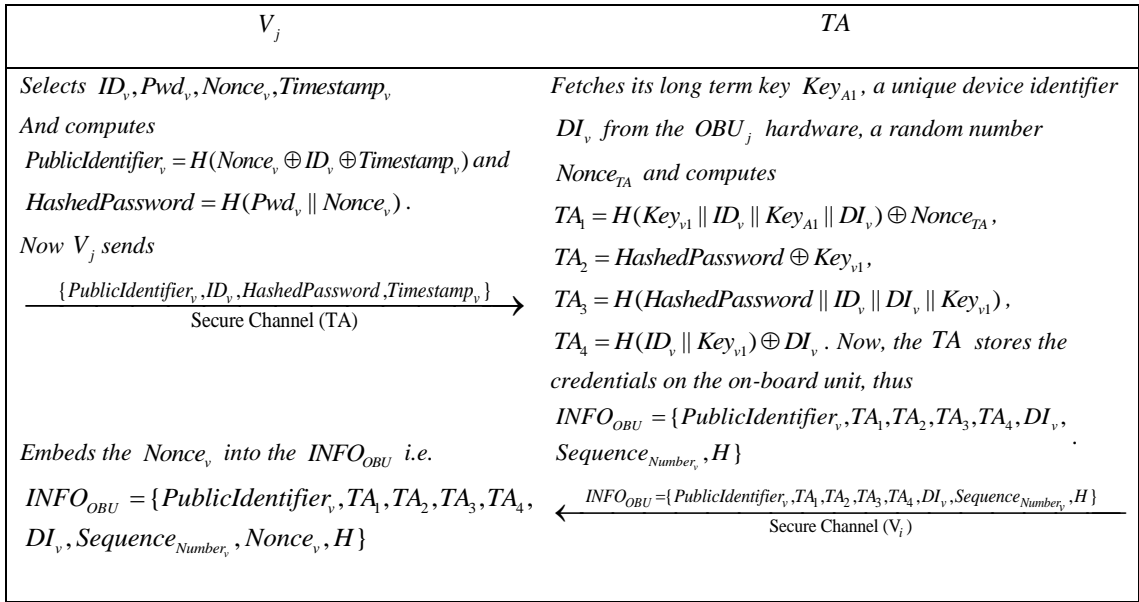 V_j
TA
Selects ID_v, Pwd_v, Nonce_v, Timestamp_v
And computes
PublicIdentifier_v = H(Nonce_v ⊕ ID_v ⊕ Timestamp_v) and
HashedPassword = H(Pwd_v || Nonce_v).
Now V_j sends
{PublicIdentifier_v, ID_v, HashedPassword, Timestamp_v}
Secure Channel (TA)
Embeds the Nonce_v into the INFO_OBU i.e.
INFO_OBU = {PublicIdentifier_v, TA_1, TA_2, TA_3, TA_4,
DI_v, Sequence_Number_v, Nonce_v, H}
Fetches its long term key Key_A1, a unique device identifier
DI_v from the OBU_j hardware, a random number
Nonce_TA and computes
TA_1 = H(Key_v1 || ID_v || Key_A1 || DI_v) ⊕ Nonce_TA,
TA_2 = HashedPassword ⊕ Key_v1,
TA_3 = H(HashedPassword || ID_v || DI_v || Key_v1),
TA_4 = H(ID_v || Key_v1) ⊕ DI_v. Now, the TA stores the
credentials on the on-board unit, thus
INFO_OBU = {PublicIdentifier_v, TA_1, TA_2, TA_3, TA_4, DI_v,
Sequence_Number_v, H} .
INFO_OBU = {PublicIdentifier_v, TA_1, TA_2, TA_3, TA_4, DI_v, Sequence_Number_v, H}
Secure Channel (V_i)